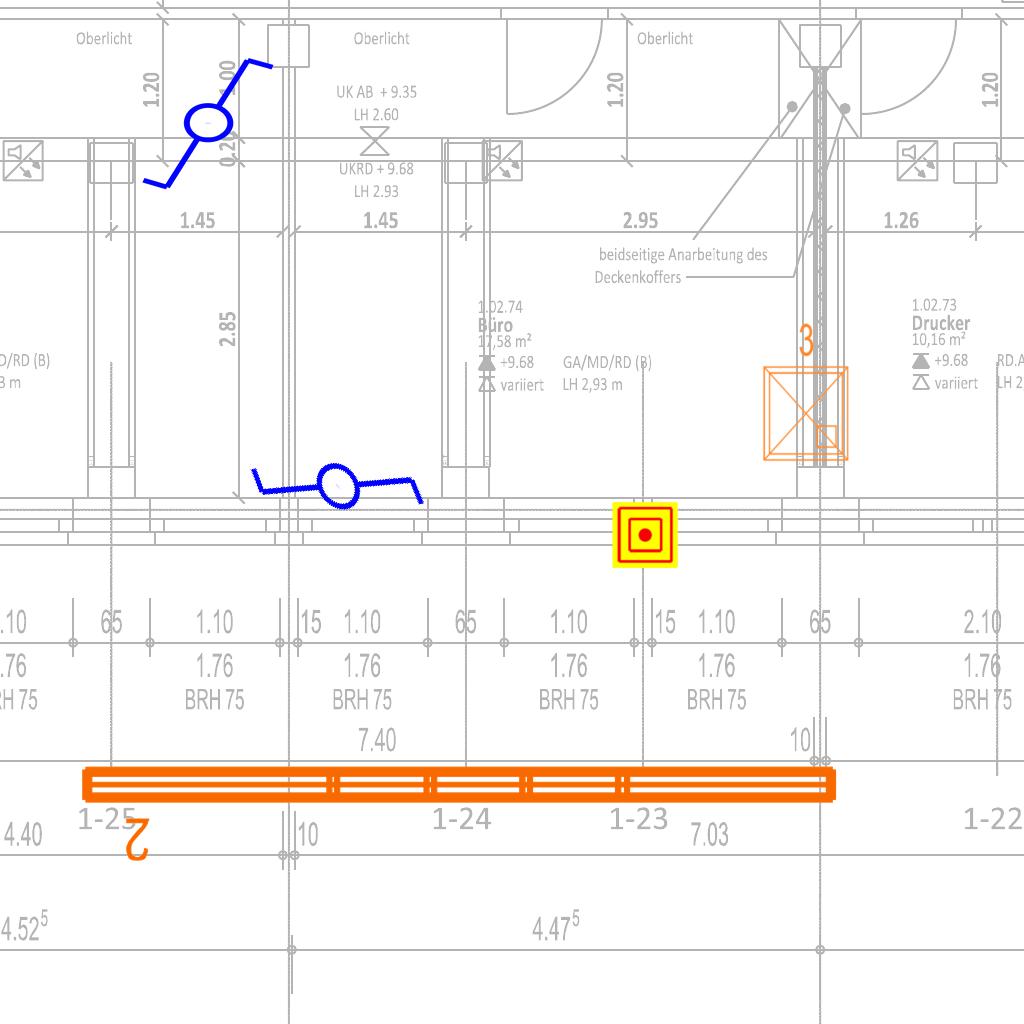 Oberlicht
Oberlicht
Oberlicht
1.20
1.00
UK AB + 9.35
LH 2.60
1.20
1.20
0.20
UKRD + 9.68
LH 2.93
1.45
1.45
2.95
1.26
beidseitige Anarbeitung des
Deckenkoffers
2.85
1.02.74
Büro
17,58 m²
+9.68
variiert
GA/MD/RD (B)
LH 2,93 m
1.02.73
Drucker
10,16 m²
+9.68
variiert
3
O/RD (B)
3 m
RD.A
LH 2
.10
65
1.10
15
1.10
65
1.10
15
1.10
65
2.10
.76
1.76
1.76
1.76
1.76
1.76
RH 75
BRH 75
BRH 75
BRH 75
BRH 75
BRH 75
7.40
10
1-25
1-24
1-23
1-22
2
4.40
10
7.03
4.52⁵
4.47⁵